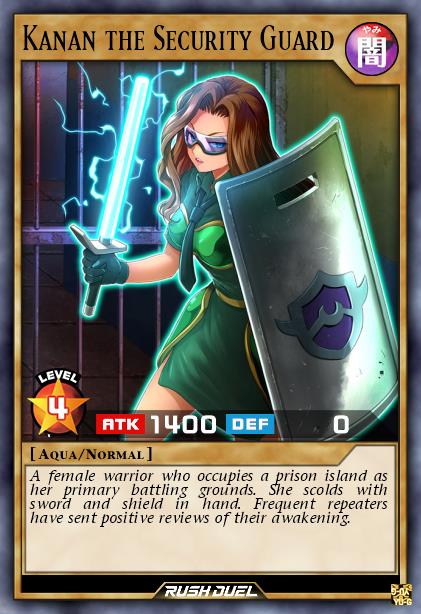 Kanan the Security Guard
やみ
闇
LEVEL
4
ATK 1400 DEF 0
[Aqua/Normal]
A female warrior who occupies a prison island as
her primary battling grounds. She scolds with
sword and shield in hand. Frequent repeaters
have sent positive reviews of their awakening.
RUSH DUEL